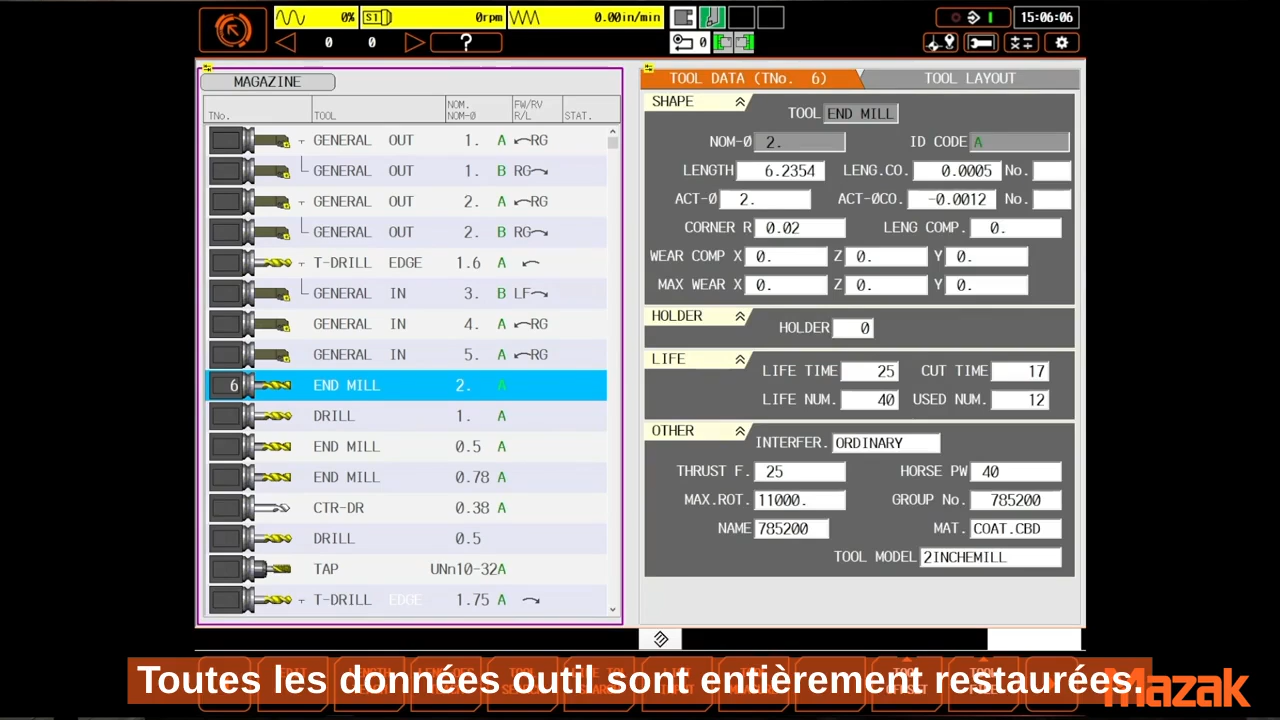 0% S1 0rpm 0.00in/min 15:06:06
0 0 ? 0
MAGAZINE
TNo. TOOL NOM. NOM-Ø FW/RV R/L STAT.
GENERAL OUT 1. A RG
GENERAL OUT 1. B RG
GENERAL OUT 2. A RG
GENERAL OUT 2. B RG
T-DRILL EDGE 1.6 A
GENERAL IN 3. B LF
GENERAL IN 4. A RG
GENERAL IN 5. A RG
6 END MILL 2. A
DRILL 1. A
END MILL 0.5 A
END MILL 0.78 A
CTR-DR 0.38 A
DRILL 0.5
TAP UNn10-32A
T-DRILL EDGE 1.75 A
TOOL DATA (TNo. 6) TOOL LAYOUT
SHAPE
TOOL END MILL
NOM-Ø 2. ID CODE A
LENGTH 6.2354 LENG.CO. 0.0005 No.
ACT-Ø 2. ACT-ØCO. -0.0012 No.
CORNER R 0.02 LENG COMP. 0.
WEAR COMP X 0. Z 0. Y 0.
MAX WEAR X 0. Z 0. Y 0.
HOLDER
HOLDER 0
LIFE
LIFE TIME 25 CUT TIME 17
LIFE NUM. 40 USED NUM. 12
OTHER
INTERFER. ORDINARY
THRUST F. 25 HORSE PW 40
MAX.ROT. 11000. GROUP No. 785200
NAME 785200 MAT. COAT.CBD
TOOL MODEL 2INCHEMILL
Toutes les données outil sont entièrement restaurées.
Mazak